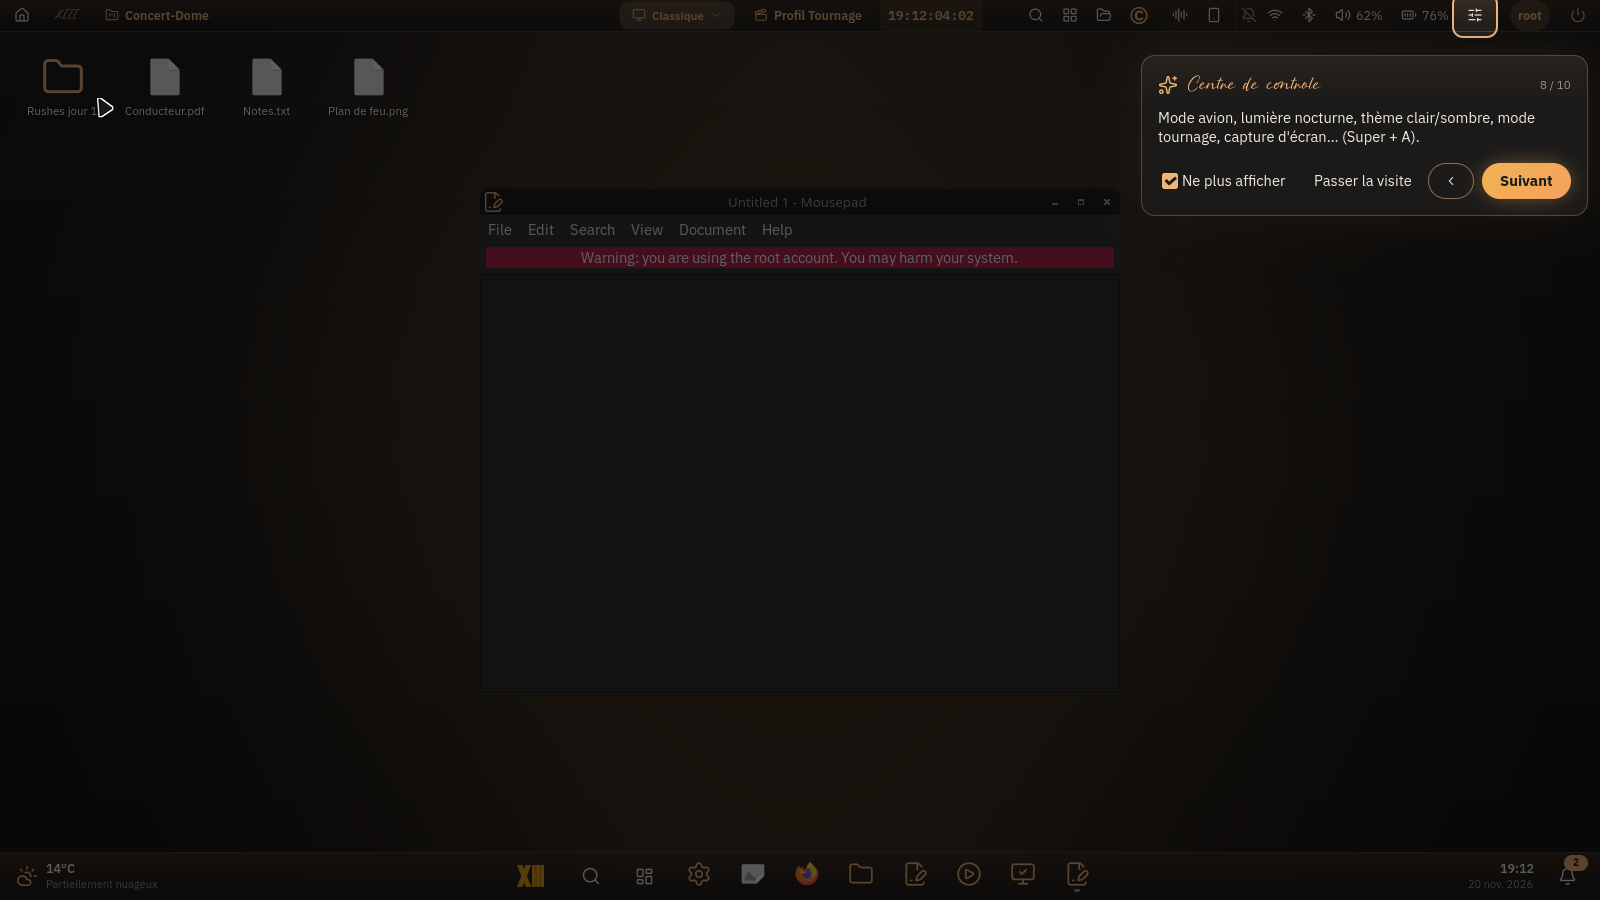 XIII
Concert-Dome
Classique
Profil Tournage
19:12:04:02
62%
76%
root
Rushes jour 1
Conducteur.pdf
Notes.txt
Plan de feu.png
Centre de controle
8 / 10
Mode avion, lumière nocturne, thème clair/sombre, mode
tournage, capture d'écran... (Super + A).
Ne plus afficher
Passer la visite
Suivant
Untitled 1 - Mousepad
File Edit Search View Document Help
Warning: you are using the root account. You may harm your system.
14°C
Partiellement nuageux
XIII
19:12
20 nov. 2026
2